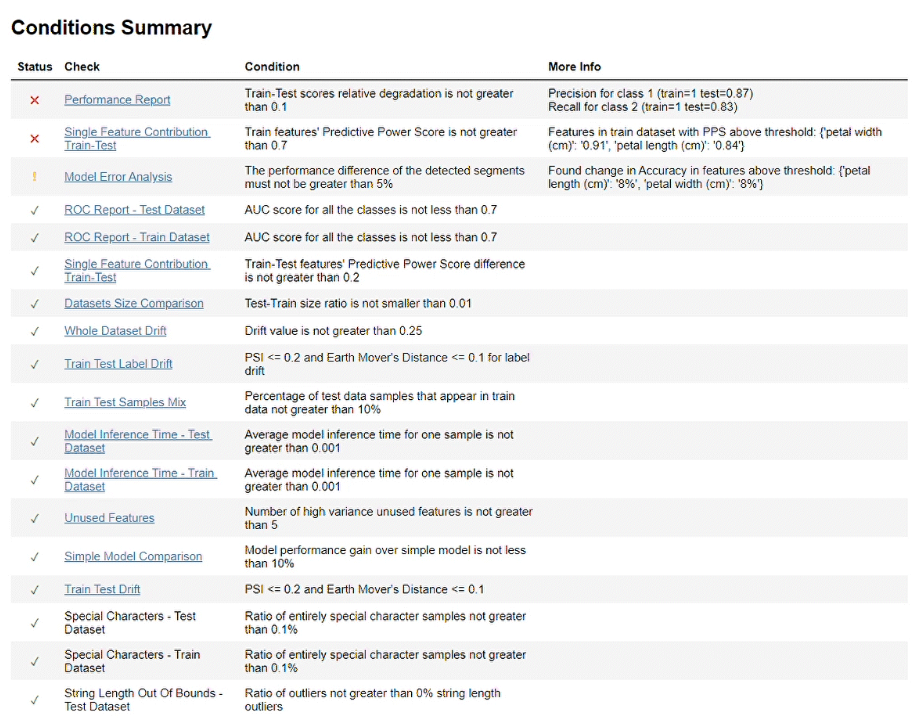 Conditions Summary
Status Check Condition More Info
Performance Report
Train-Test scores relative degradation is not greater
than 0.1
Precision for class 1 (train=1 test=0.87)
Recall for class 2 (train=1 test=0.83)
Single Feature Contribution
Train-Test
Train features' Predictive Power Score is not greater
than 0.7
Features in train dataset with PPS above threshold: {'petal width
(cm)': '0.91', 'petal length (cm)': '0.84'}
Model Error Analysis
The performance difference of the detected segments
must not be greater than 5%
Found change in Accuracy in features above threshold: {'petal
length (cm)': '8%', 'petal width (cm)': '8%'}
ROC Report - Test Dataset
AUC score for all the classes is not less than 0.7
ROC Report - Train Dataset
AUC score for all the classes is not less than 0.7
Single Feature Contribution
Train-Test
Train-Test features' Predictive Power Score difference
is not greater than 0.2
Datasets Size Comparison
Test-Train size ratio is not smaller than 0.01
Whole Dataset Drift
Drift value is not greater than 0.25
Train Test Label Drift
PSI <= 0.2 and Earth Mover's Distance <= 0.1 for label
drift
Train Test Samples Mix
Percentage of test data samples that appear in train
data not greater than 10%
Model Inference Time - Test
Dataset
Average model inference time for one sample is not
greater than 0.001
Model Inference Time - Train
Dataset
Average model inference time for one sample is not
greater than 0.001
Unused Features
Number of high variance unused features is not greater
than 5
Simple Model Comparison
Model performance gain over simple model is not less
than 10%
Train Test Drift
PSI <= 0.2 and Earth Mover's Distance <= 0.1
Special Characters - Test
Dataset
Ratio of entirely special character samples not greater
than 0.1%
Special Characters - Train
Dataset
Ratio of entirely special character samples not greater
than 0.1%
String Length Out Of Bounds -
Test Dataset
Ratio of outliers not greater than 0% string length
outliers